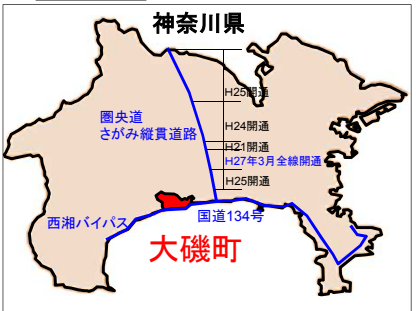 神奈川県
H25開通
圏央道
さがみ縦貫道路
H24開通
H21開通
H27年3月全線開通
H25開通
西湘バイパス
国道134号
大磯町